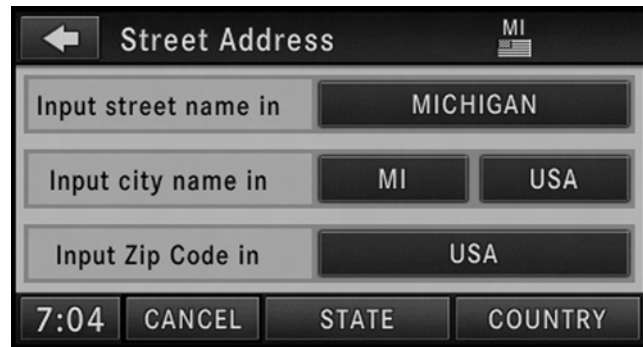 Street Address MI
Input street name in MICHIGAN
Input city name in MI USA
Input Zip Code in USA
7:04 CANCEL STATE COUNTRY